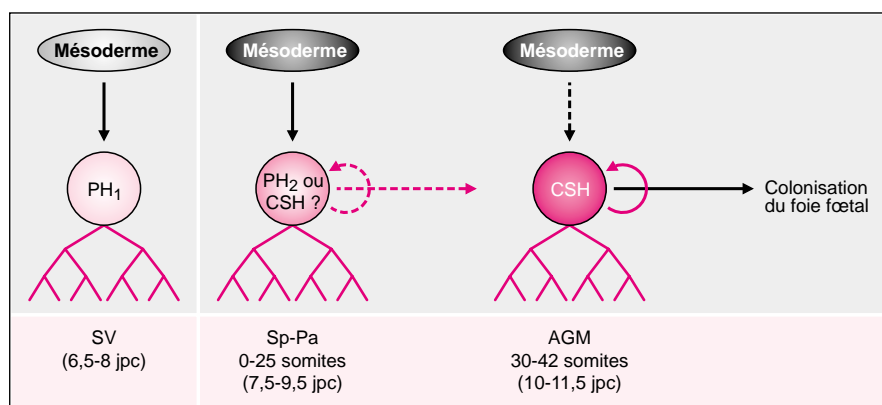 Mésoderme
Mésoderme
Mésoderme
PH1
PH2 ou
CSH ?
CSH
Colonisation
du foie fœtal
SV
(6,5-8 jpc)
Sp-Pa
0-25 somites
(7,5-9,5 jpc)
AGM
30-42 somites
(10-11,5 jpc)